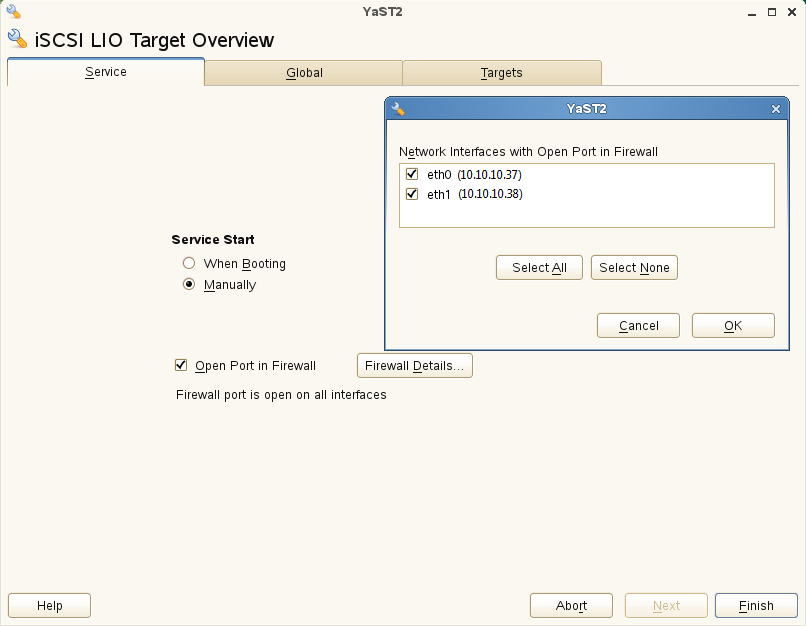 YaST2
iSCSI LIO Target Overview
Service Global Targets
YaST2
Network Interfaces with Open Port in Firewall
eth0 (10.10.10.37)
eth1 (10.10.10.38)
Select All Select None
Cancel OK
Service Start
When Booting
Manually
Open Port in Firewall Firewall Details...
Firewall port is open on all interfaces
Help Abort Next Finish